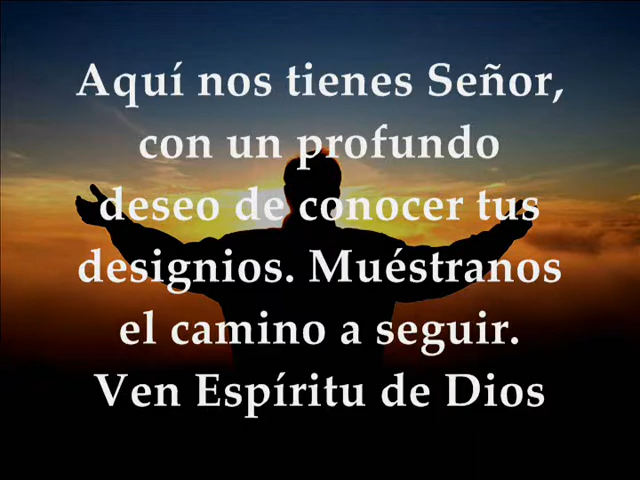 Aquí nos tienes Señor,
con un profundo
deseo de conocer tus
designios. Muéstranos
el camino a seguir.
Ven Espíritu de Dios